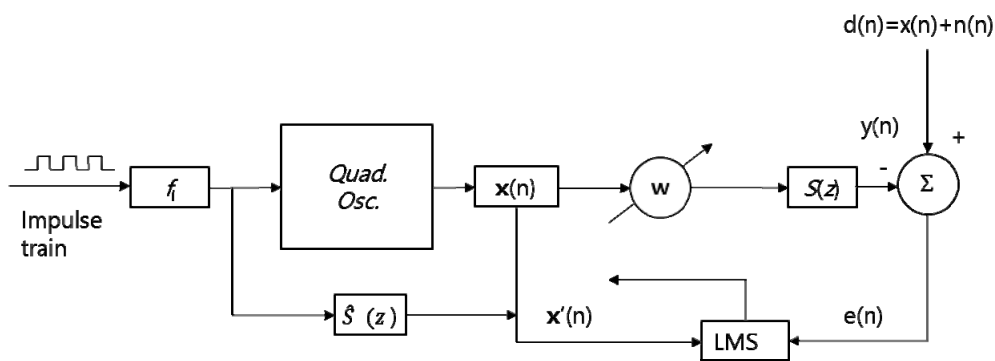 d(n)=x(n)+n(n)
y(n)
+
-
Σ
Impulse
train
fᵢ
Quad.
Osc.
x(n)
w
S(z)
Ŝ (z)
x'(n)
LMS
e(n)